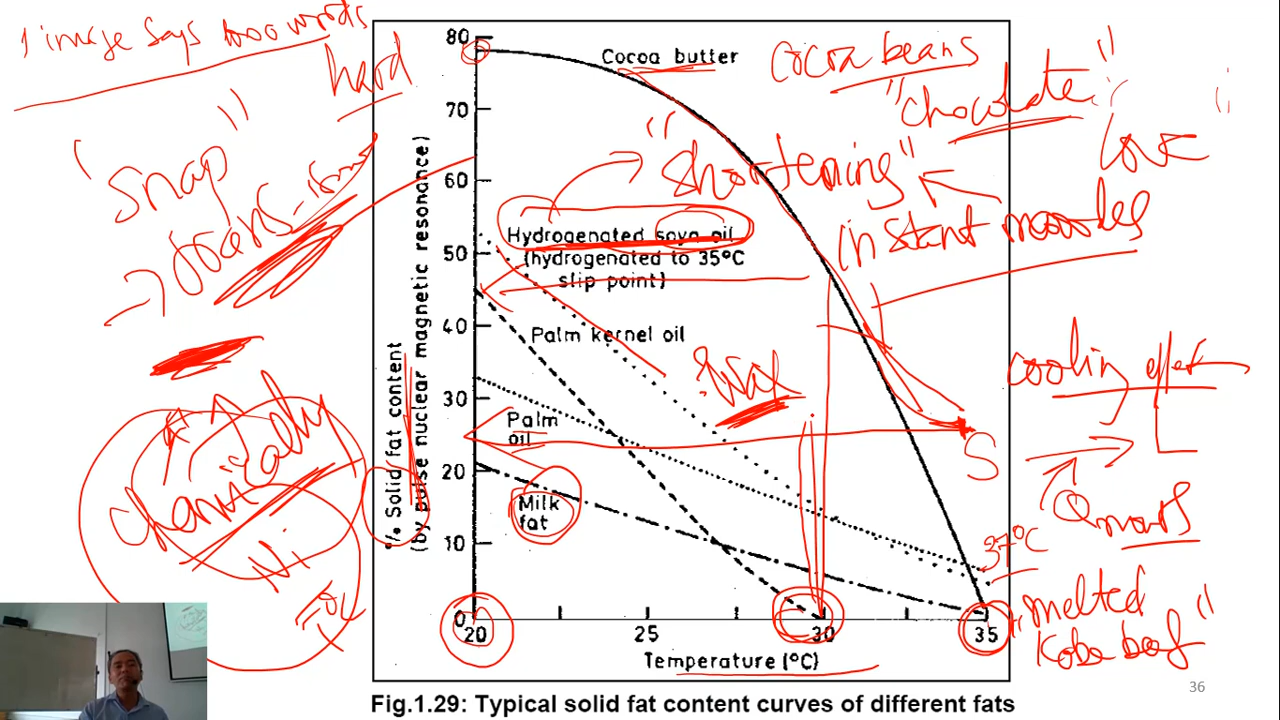 1 image says 1000 words
hard
"Snap"
→ trans-isomer
chemically
Ni
T°C
80
70
60
50
40
30
20
10
0
% Solid fat content
(by pulse nuclear magnetic resonance)
Cocoa butter
Hydrogenated soya oil
(hydrogenated to 35°C
slip point)
Palm kernel oil
Palm
oil
Milk
fat
20
25
30
35
Temperature (°C)
cocoa beans
"chocolate"
love
"Shortening"
instant noodles
cooling effect
S
Q mars
37°C
"melted
Kobe beef"
36
Fig.1.29: Typical solid fat content curves of different fats